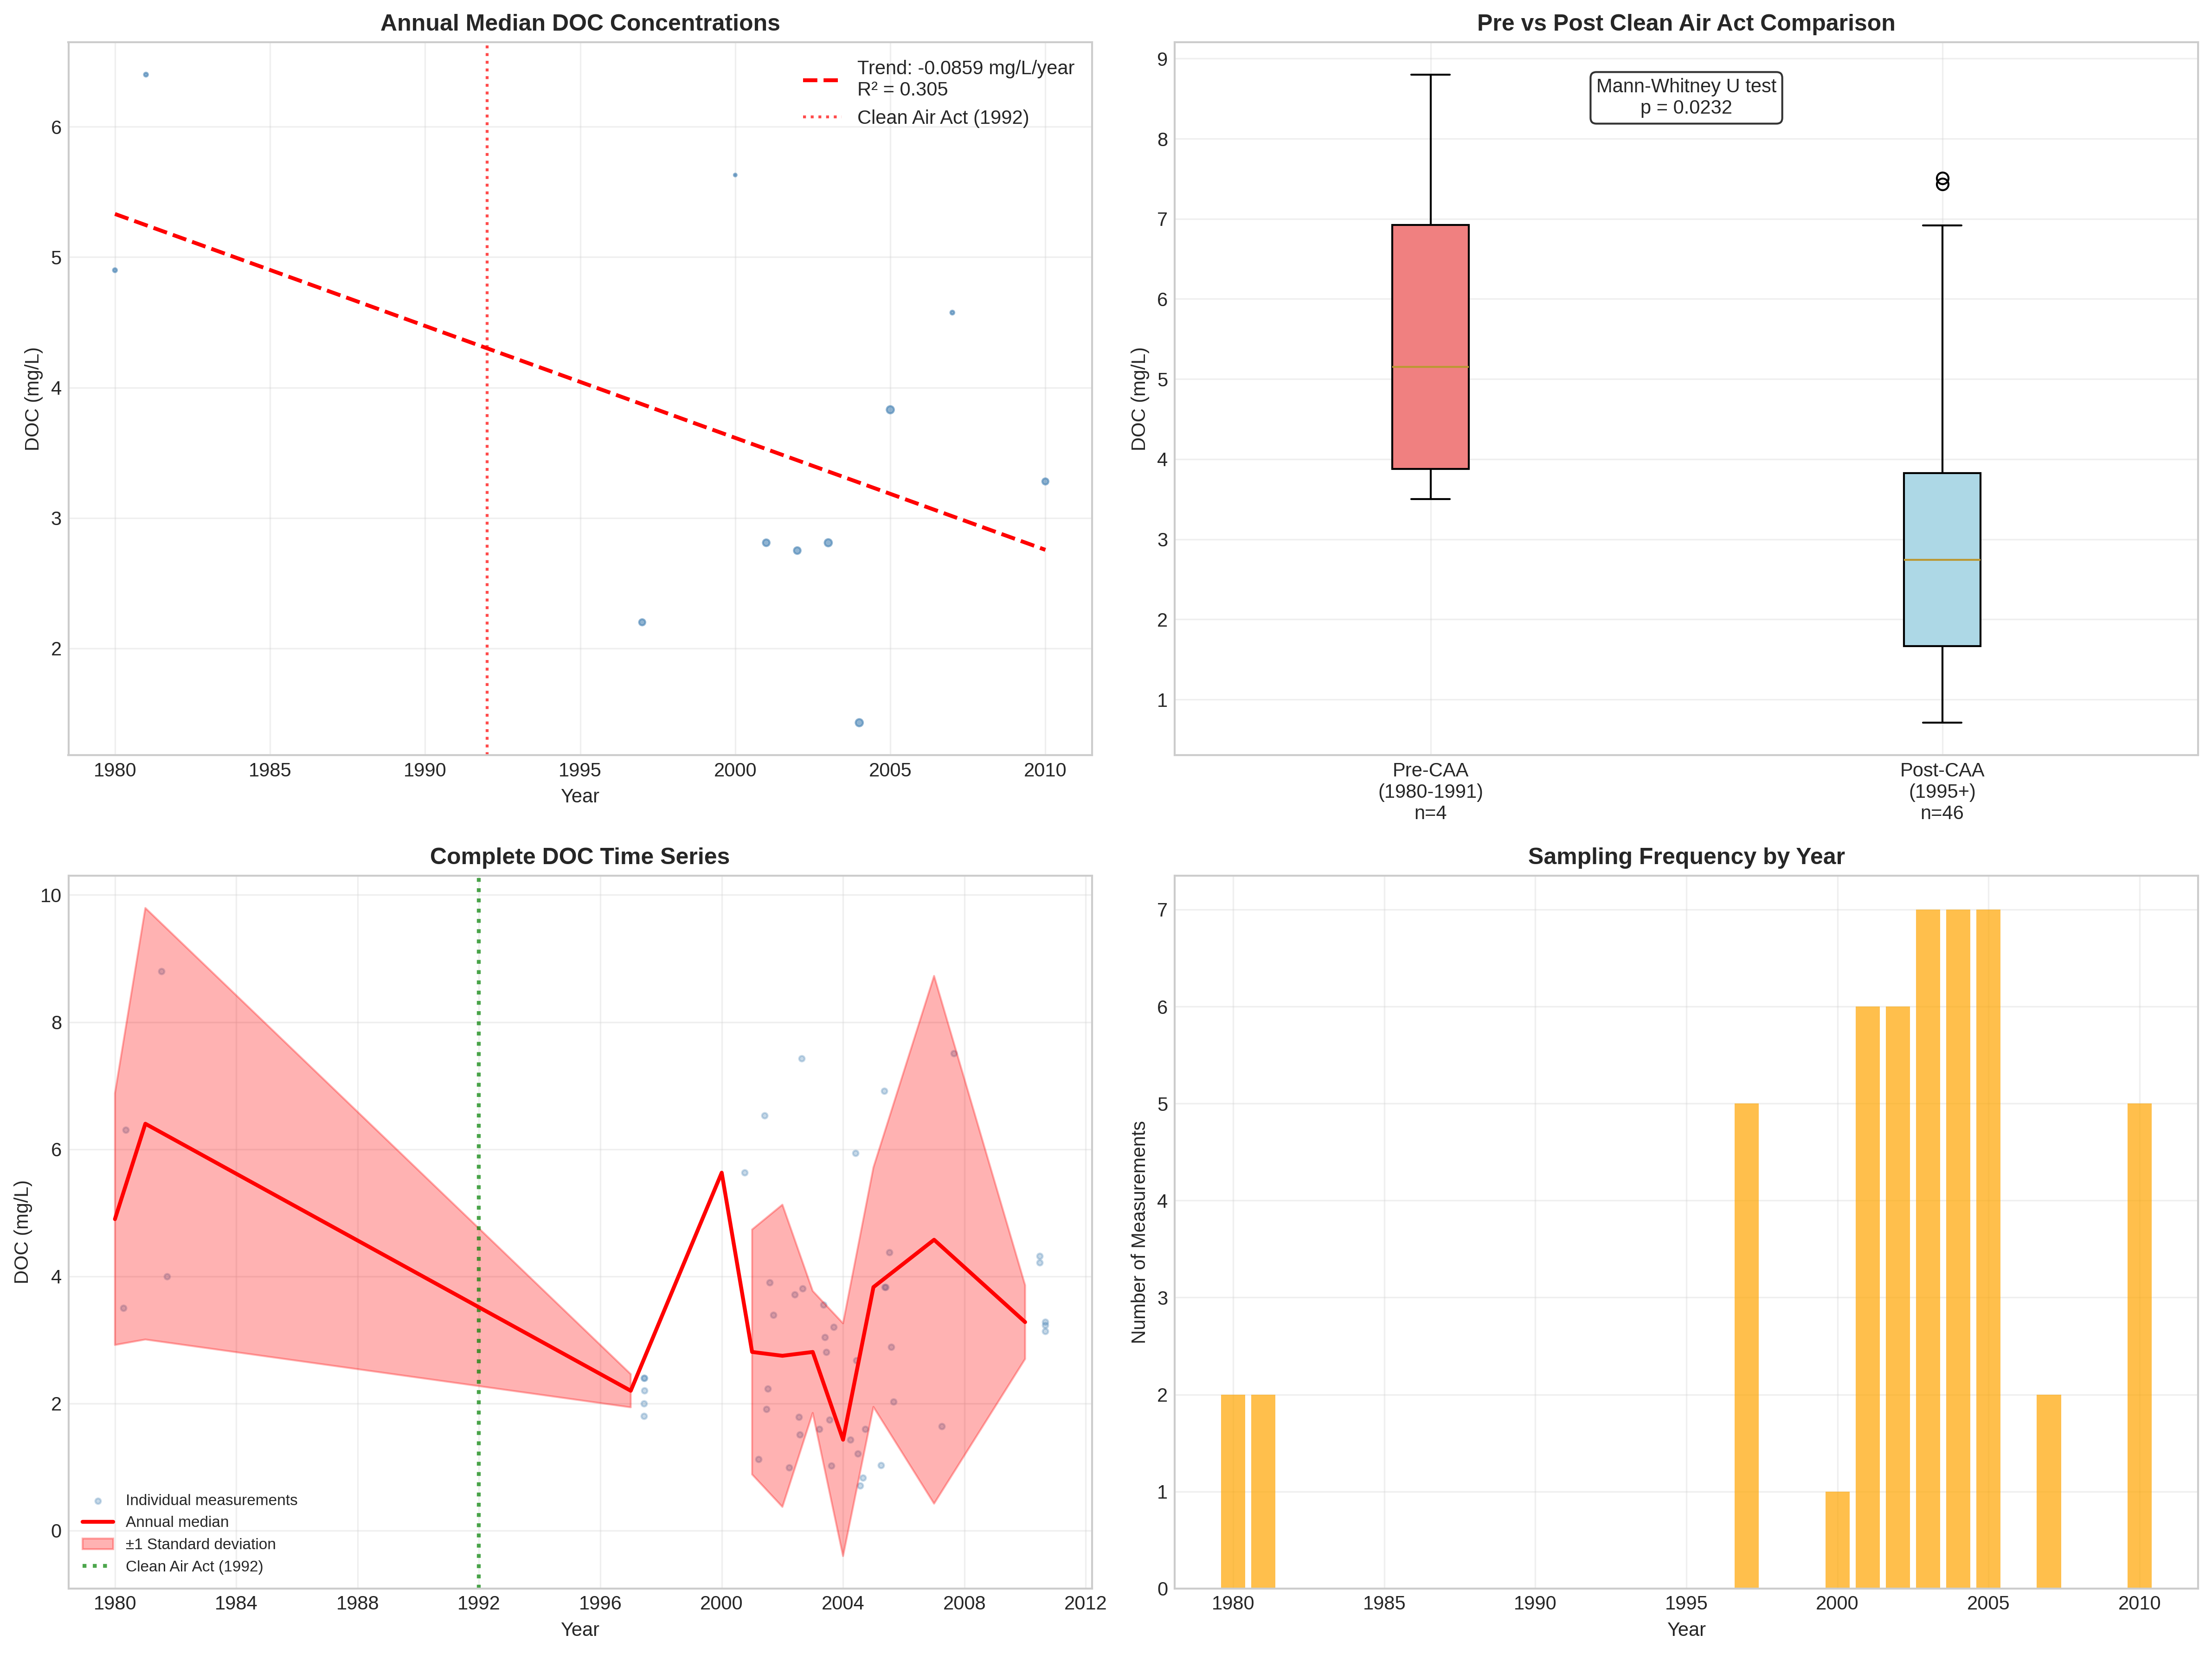 Annual Median DOC Concentrations
Trend: -0.0859 mg/L/year
R² = 0.305
Clean Air Act (1992)
DOC (mg/L)
6
5
4
3
2
1980 1985 1990 1995 2000 2005 2010
Year
Pre vs Post Clean Air Act Comparison
Mann-Whitney U test
p = 0.0232
DOC (mg/L)
9
8
7
6
5
4
3
2
1
Pre-CAA
(1980-1991)
n=4
Post-CAA
(1995+)
n=46
Complete DOC Time Series
DOC (mg/L)
10
8
6
4
2
0
Individual measurements
Annual median
±1 Standard deviation
Clean Air Act (1992)
1980 1984 1988 1992 1996 2000 2004 2008 2012
Year
Sampling Frequency by Year
Number of Measurements
7
6
5
4
3
2
1
0
1980 1985 1990 1995 2000 2005 2010
Year